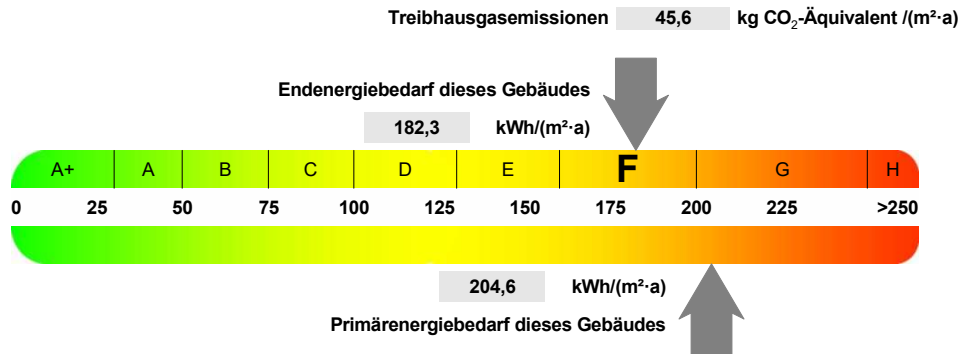 Treibhausgasemissionen 45,6 kg CO₂-Äquivalent /(m²·a)
Endenergiebedarf dieses Gebäudes
182,3 kWh/(m²·a)
A+ A B C D E F G H
0 25 50 75 100 125 150 175 200 225 >250
204,6 kWh/(m²·a)
Primärenergiebedarf dieses Gebäudes